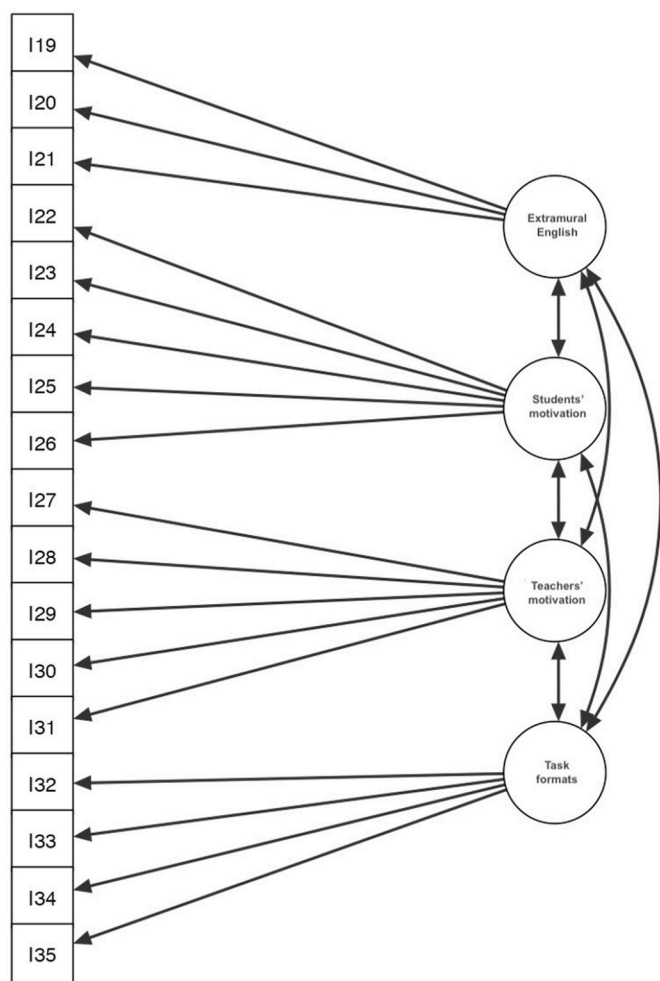 I19
I20
I21
I22
I23
I24
I25
I26
I27
I28
I29
I30
I31
I32
I33
I34
I35
Extramural
English
Students’
motivation
Teachers’
motivation
Task
formats